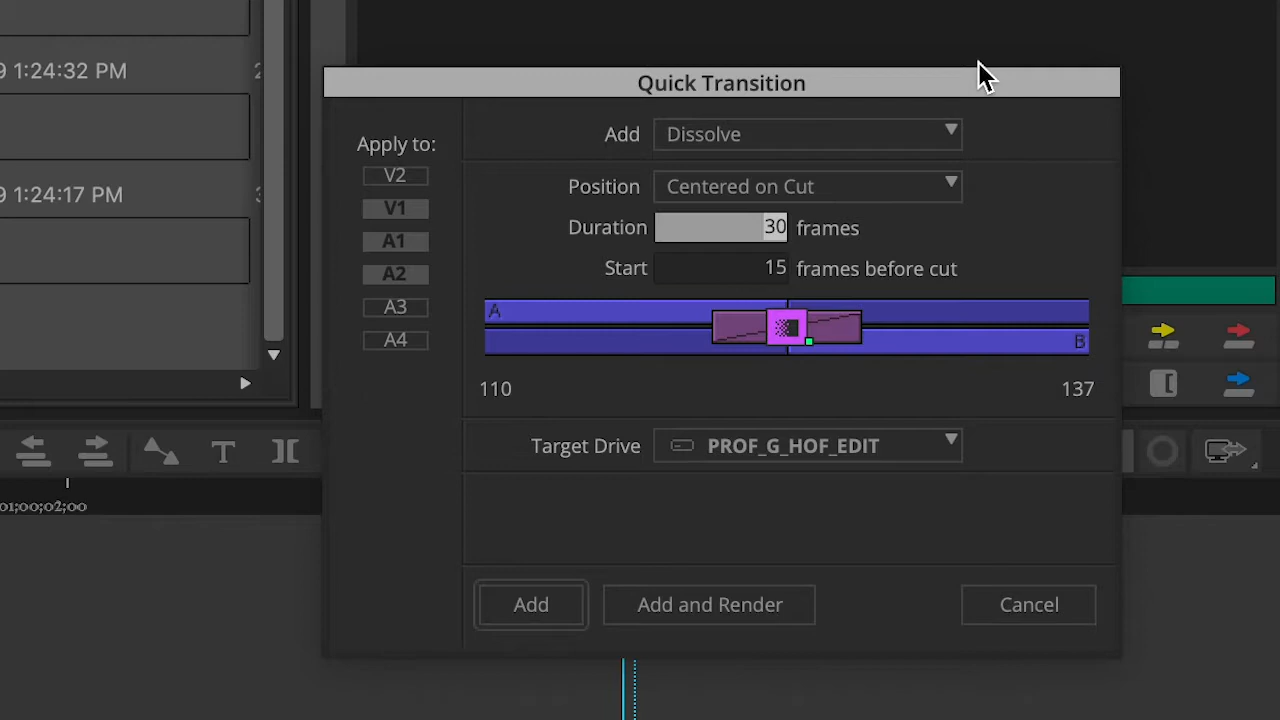 9 1:24:32 PM
9 1:24:17 PM
01;00;02;00
T
Quick Transition
Apply to:
V2
V1
A1
A2
A3
A4
Add Dissolve
Position Centered on Cut
Duration 30 frames
Start 15 frames before cut
A
B
110 137
Target Drive PROF_G_HOF_EDIT
Add Add and Render Cancel